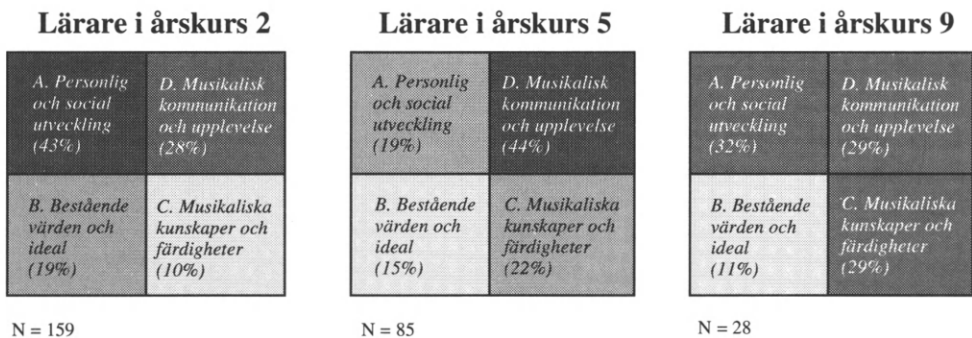 Lärare i årskurs 2
A. Personlig
och social
utveckling
(43%)
D. Musikalisk
kommunikation
och upplevelse
(28%)
B. Bestående
värden och
ideal
(19%)
C. Musikaliska
kunskaper och
färdigheter
(10%)
N = 159
Lärare i årskurs 5
A. Personlig
och social
utveckling
(19%)
D. Musikalisk
kommunikation
och upplevelse
(44%)
B. Bestående
värden och
ideal
(15%)
C. Musikaliska
kunskaper och
färdigheter
(22%)
N = 85
Lärare i årskurs 9
A. Personlig
och social
utveckling
(32%)
D. Musikalisk
kommunikation
och upplevelse
(29%)
B. Bestående
värden och
ideal
(11%)
C. Musikaliska
kunskaper och
färdigheter
(29%)
N = 28